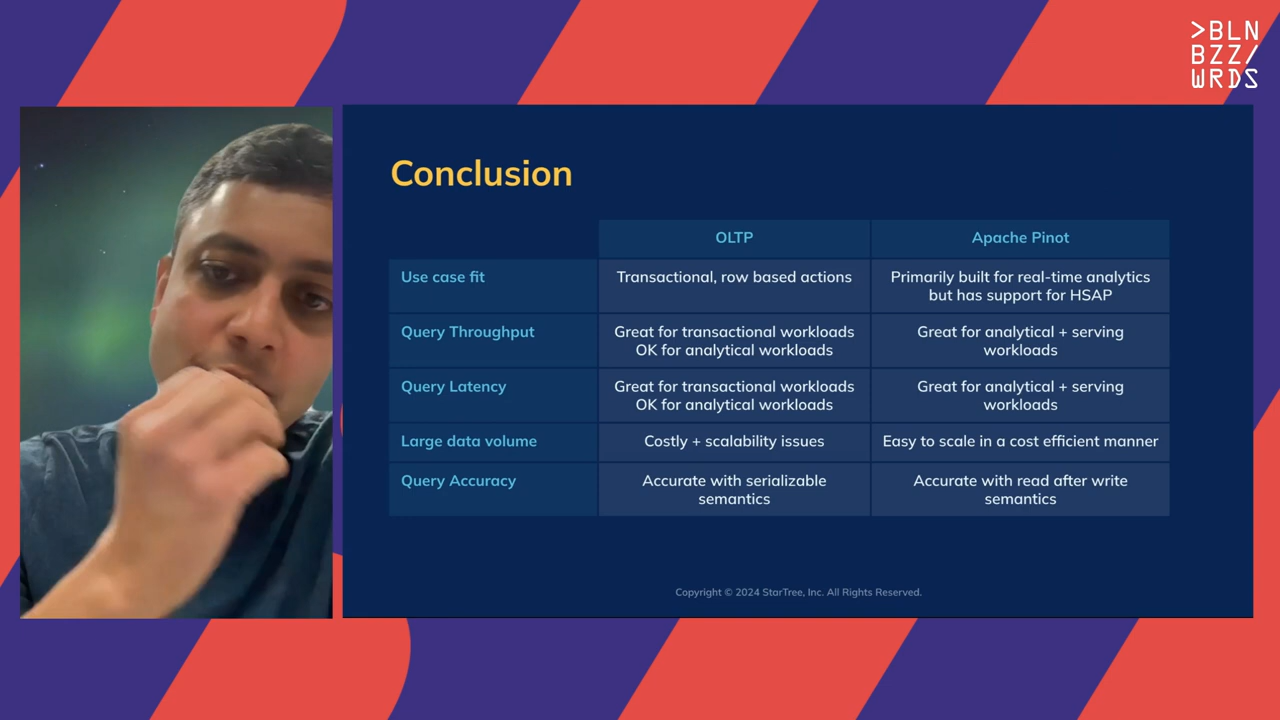 >BLN
BZZ/
WRDS
Conclusion
OLTP
Apache Pinot
Use case fit
Transactional, row based actions
Primarily built for real-time analytics
but has support for HSAP
Query Throughput
Great for transactional workloads
OK for analytical workloads
Great for analytical + serving
workloads
Query Latency
Great for transactional workloads
OK for analytical workloads
Great for analytical + serving
workloads
Large data volume
Costly + scalability issues
Easy to scale in a cost efficient manner
Query Accuracy
Accurate with serializable
semantics
Accurate with read after write
semantics
Copyright © 2024 StarTree, Inc. All Rights Reserved.